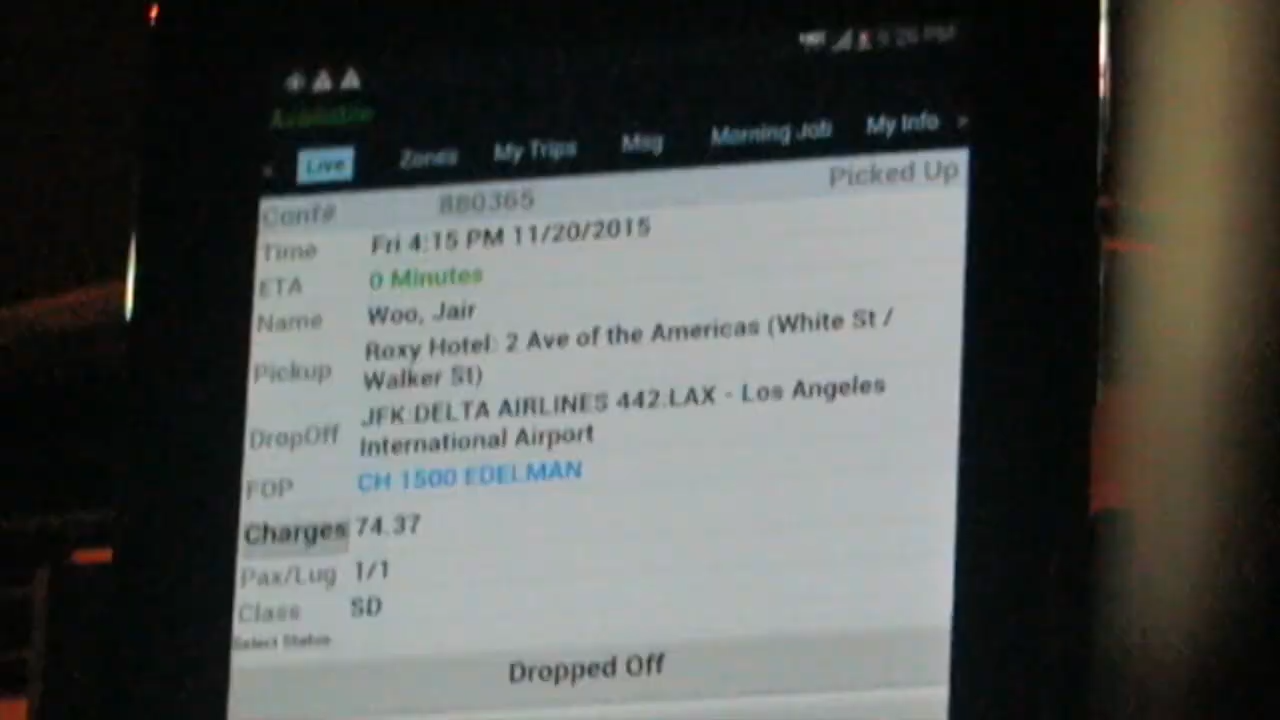 Available
Live Zones My Trips Msg Morning Job My Info
Conf# 880365 Picked Up
Time Fri 4:15 PM 11/20/2015
ETA 0 Minutes
Name Woo, Jair
Pickup Roxy Hotel: 2 Ave of the Americas (White St /
Walker St)
DropOff JFK:DELTA AIRLINES 442:LAX - Los Angeles
International Airport
FOP CH 1500 EDELMAN
Charges 74.37
Pax/Lug 1/1
Class SD
Select Status
Dropped Off